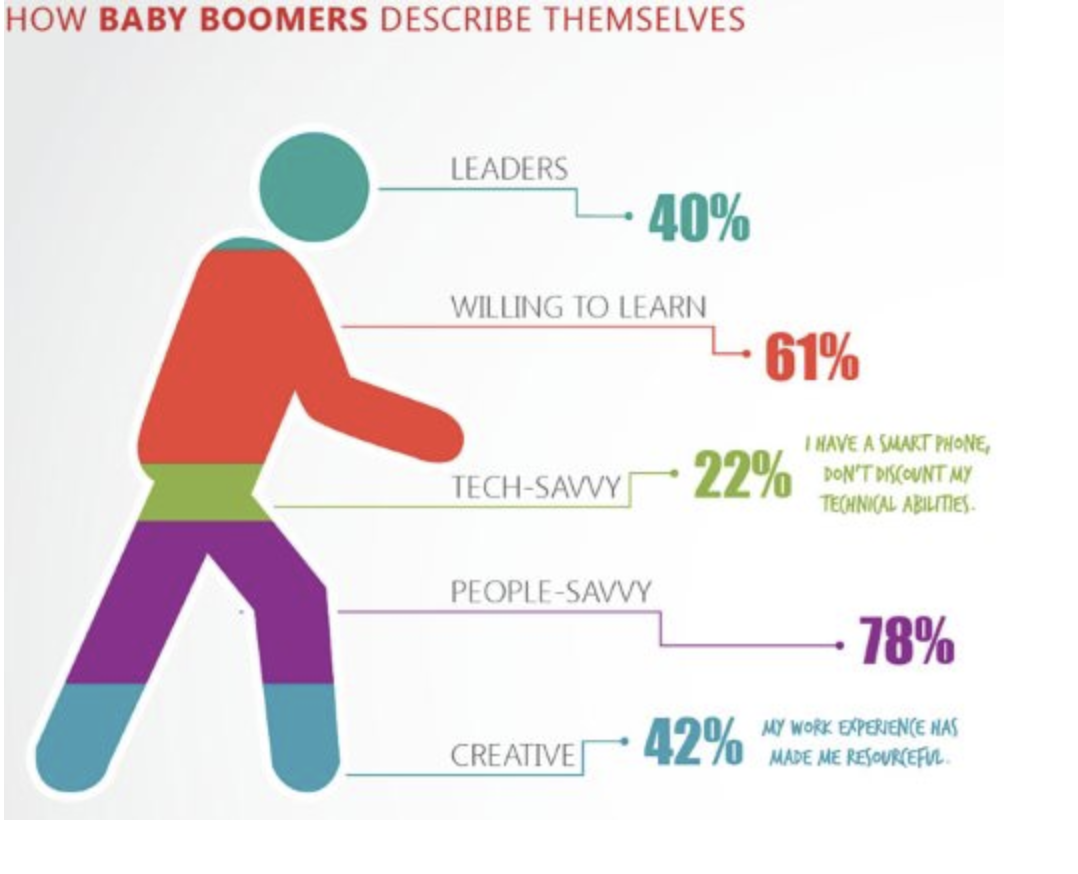 HOW BABY BOOMERS DESCRIBE THEMSELVES
LEADERS
40%
WILLING TO LEARN
61%
TECH-SAVVY
22%
I HAVE A SMART PHONE,
DON'T DISCOUNT MY
TECHNICAL ABILITIES.
PEOPLE-SAVVY
78%
CREATIVE
42%
MY WORK EXPERIENCE HAS
MADE ME RESOURCEFUL.